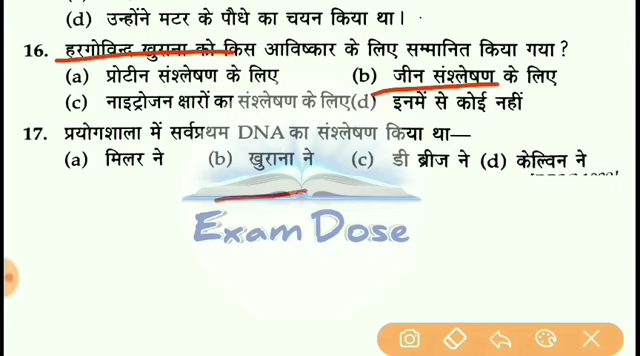 (d) उन्होंने मटर के पौधे का चयन किया था।
16. हरगोविन्द खुराना को किस आविष्कार के लिए सम्मानित किया गया ?
(a) प्रोटीन संश्लेषण के लिए (b) जीन संश्लेषण के लिए
(c) नाइट्रोजन क्षारों का संश्लेषण के लिए (d) इनमें से कोई नहीं
17. प्रयोगशाला में सर्वप्रथम DNA का संश्लेषण किया था—
(a) मिलर ने (b) खुराना ने (c) डी ब्रीज ने (d) केल्विन ने
Exam Dose